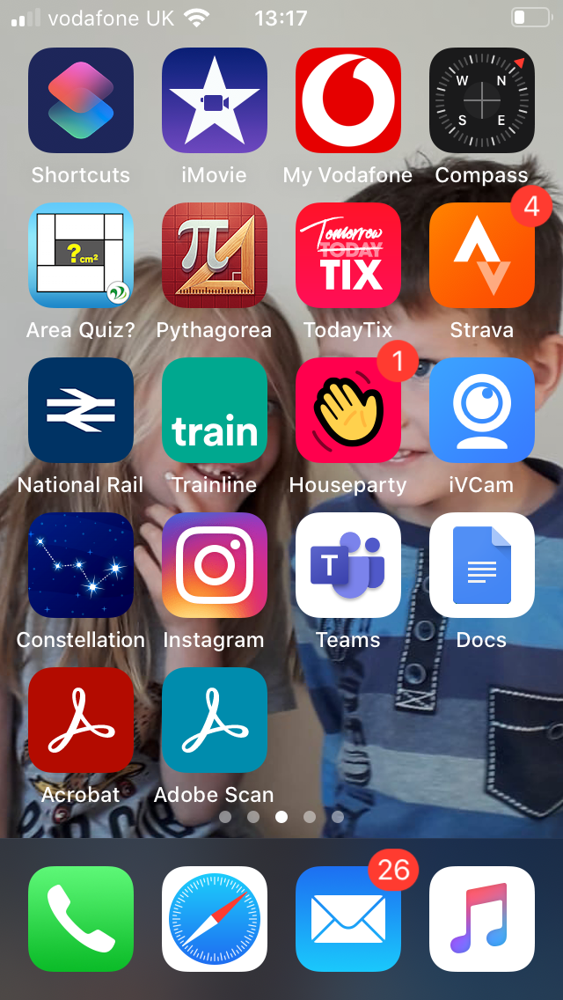 vodafone UK 13:17
W N
S E
Shortcuts iMovie My Vodafone Compass
4
? cm²
Tomorrow
TODAY
TIX
Area Quiz? Pythagorea TodayTix Strava
1
train
National Rail Trainline Houseparty iVCam
T
Constellation Instagram Teams Docs
Acrobat Adobe Scan
26